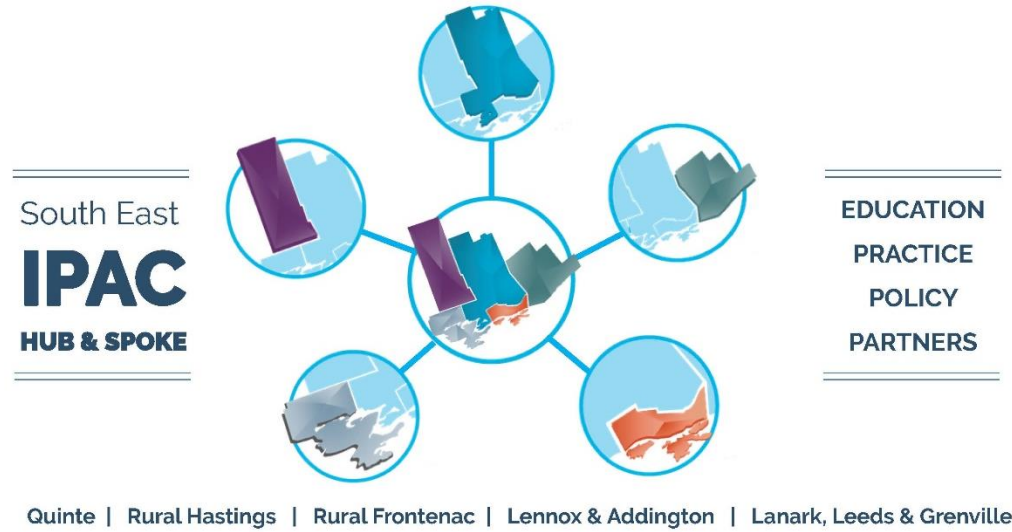 South East
IPAC
HUB & SPOKE
EDUCATION
PRACTICE
POLICY
PARTNERS
Quinte | Rural Hastings | Rural Frontenac | Lennox & Addington | Lanark, Leeds & Grenville